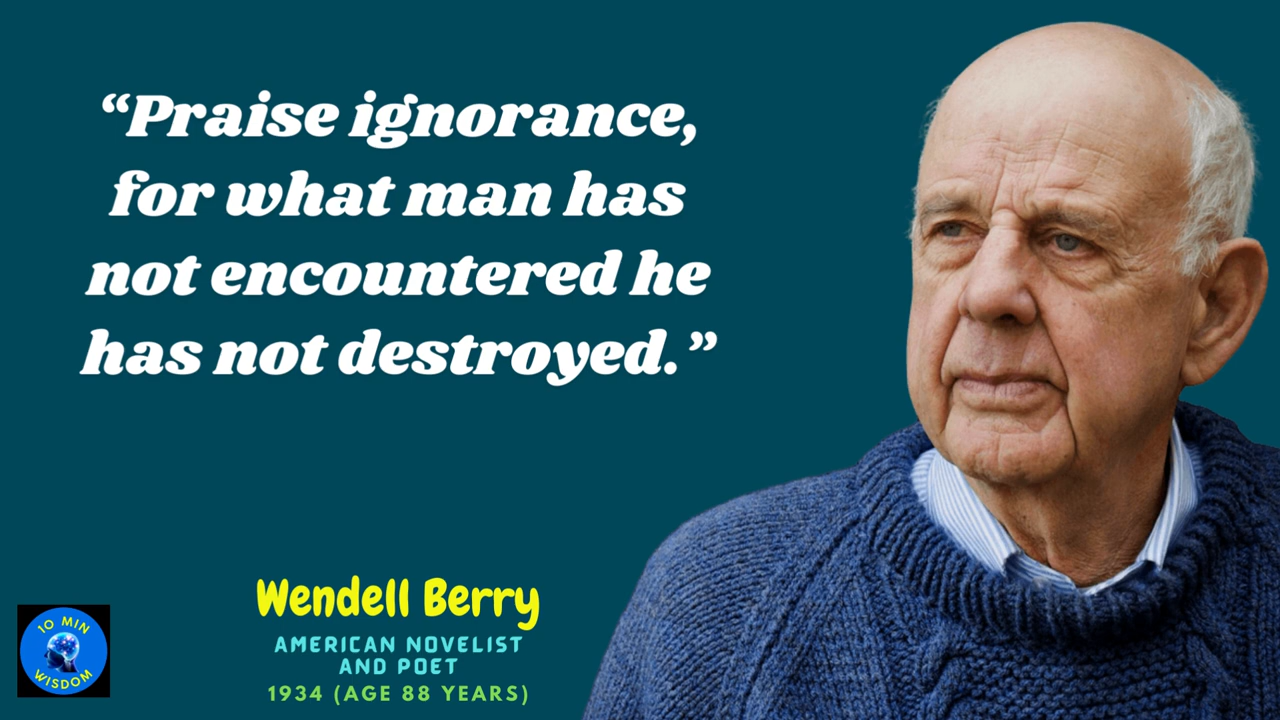 “Praise ignorance,
for what man has
not encountered he
has not destroyed.”
Wendell Berry
AMERICAN NOVELIST
AND POET
1934 (AGE 88 YEARS)
10 MIN
WISDOM